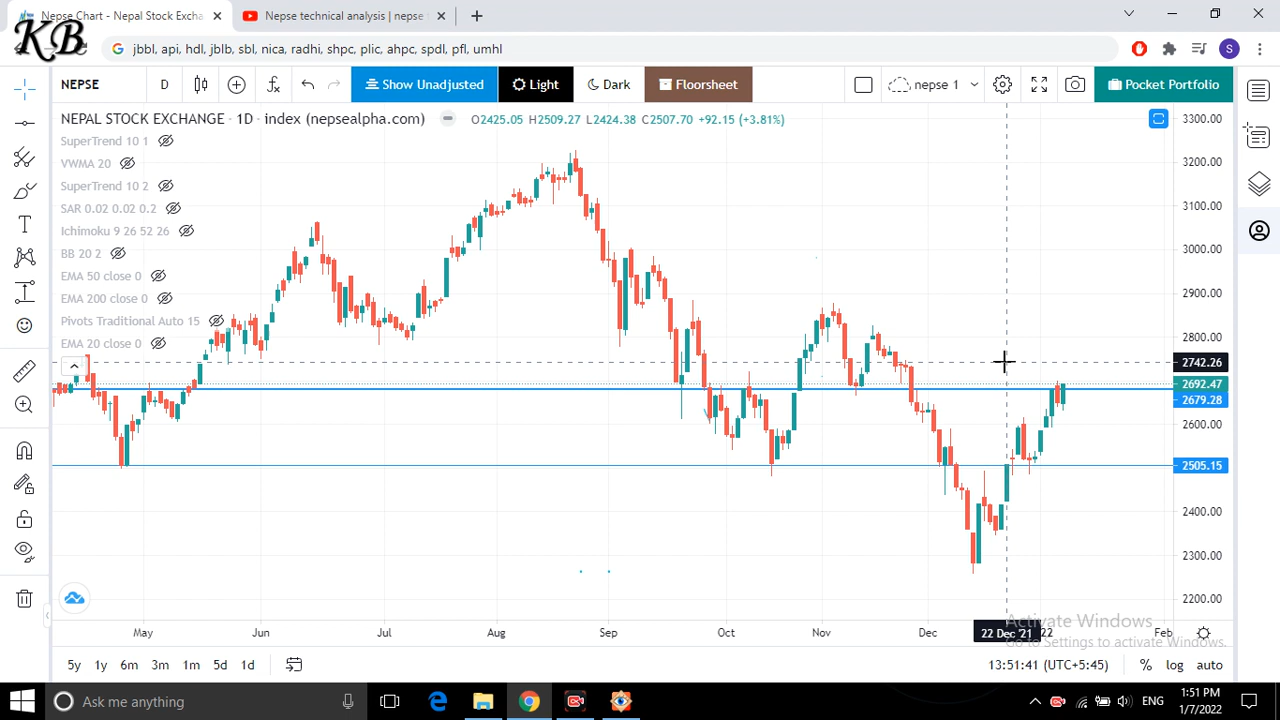 Nepse Chart - Nepal Stock Excha
Nepse technical analysis | nepse
KB
jbbl, api, hdl, jblb, sbl, nica, radhi, shpc, plic, ahpc, spdl, pfl, umhl
S
NEPSE
D
Show Unadjusted
Light
Dark
Floorsheet
nepse 1
Pocket Portfolio
NEPAL STOCK EXCHANGE · 1D · index (nepsealpha.com)
O2425.05 H2509.27 L2424.38 C2507.70 +92.15 (+3.81%)
SuperTrend 10 1
VWMA 20
SuperTrend 10 2
SAR 0.02 0.02 0.2
Ichimoku 9 26 52 26
BB 20 2
EMA 50 close 0
EMA 200 close 0
Pivots Traditional Auto 15
EMA 20 close 0
3300.00
3200.00
3100.00
3000.00
2900.00
2800.00
2742.26
2692.47
2679.28
2600.00
2505.15
2400.00
2300.00
2200.00
May
Jun
Jul
Aug
Sep
Oct
Nov
Dec
22 Dec '21
22
Feb
Activate Windows
Go to Settings to activate Windows.
5y
1y
6m
3m
1m
5d
1d
13:51:41 (UTC+5:45)
%
log
auto
Ask me anything
ENG
1:51 PM
1/7/2022